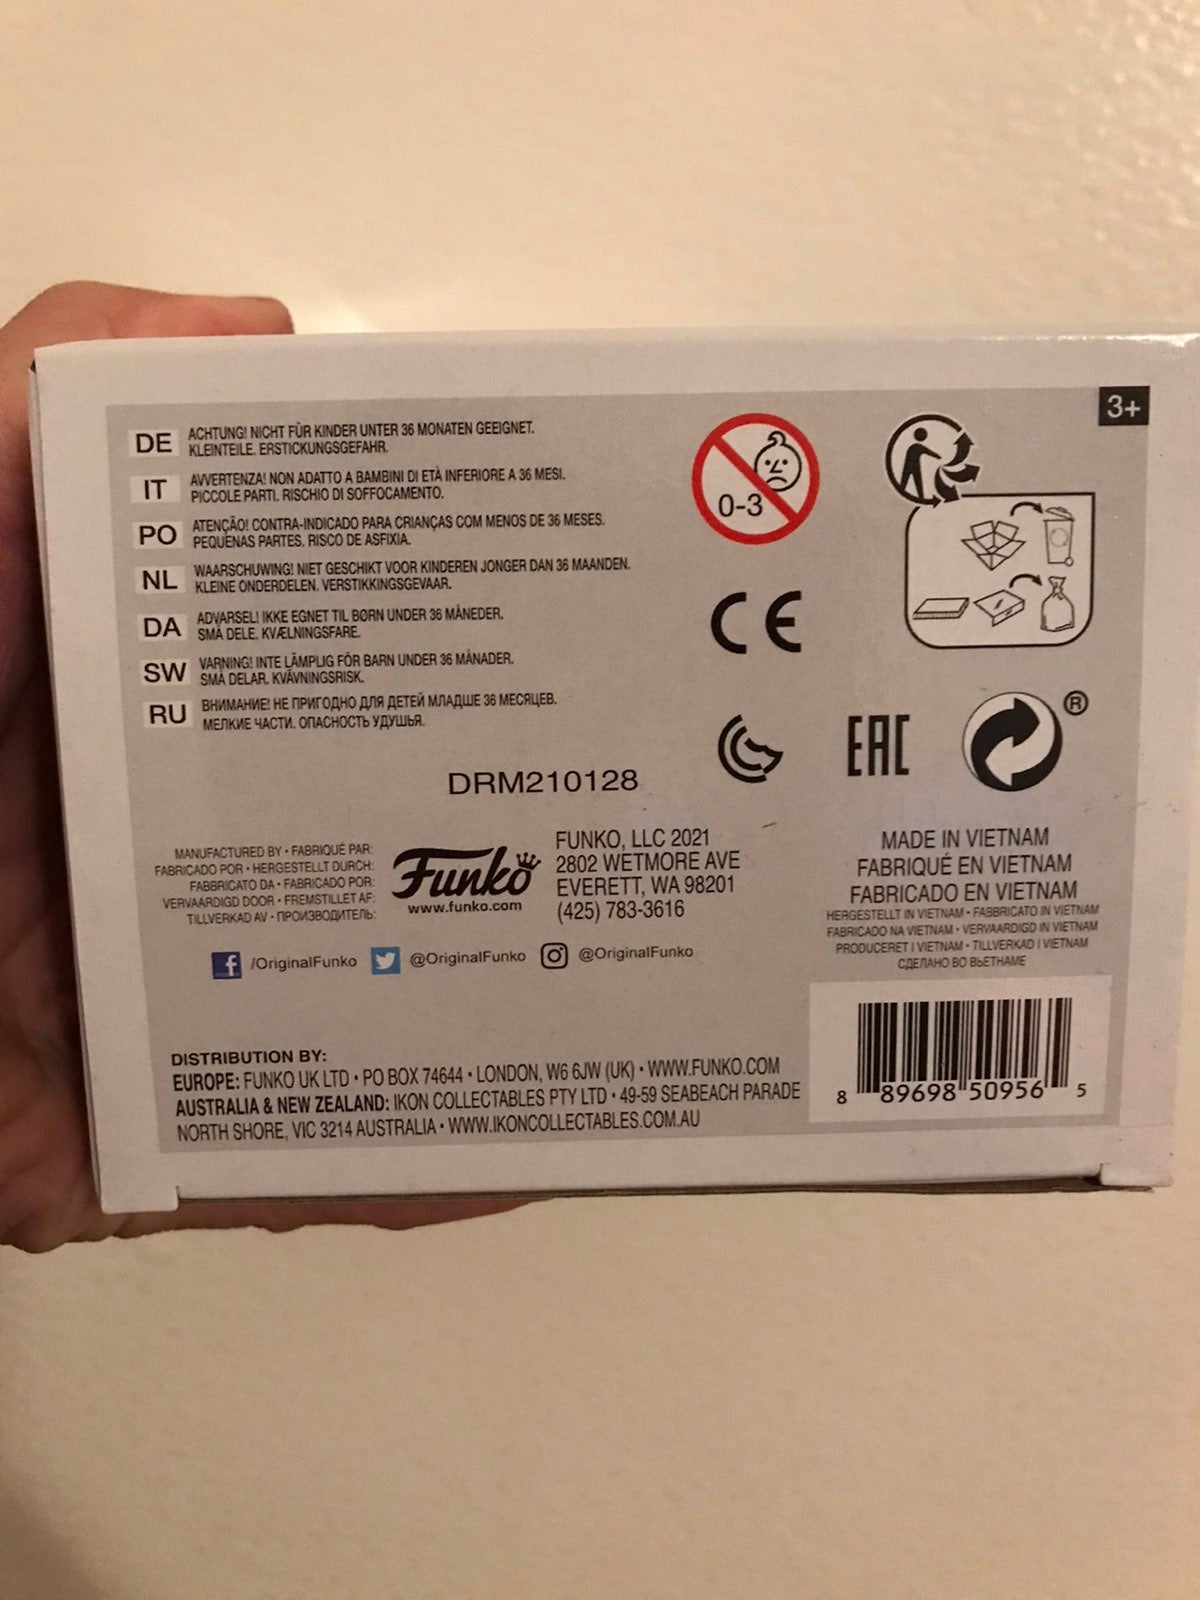 3+
DE ACHTUNG! NICHT FÜR KINDER UNTER 36 MONATEN GEEIGNET.
KLEINTEILE. ERSTICKUNGSGEFAHR.
IT AVVERTENZA! NON ADATTO A BAMBINI DI ETÀ INFERIORE A 36 MESI.
PICCOLE PARTI. RISCHIO DI SOFFOCAMENTO.
PO ATENÇÃO! CONTRA-INDICADO PARA CRIANÇAS COM MENOS DE 36 MESES.
PEQUENAS PARTES. RISCO DE ASFIXIA.
NL WAARSCHUWING! NIET GESCHIKT VOOR KINDEREN JONGER DAN 36 MAANDEN.
KLEINE ONDERDELEN. VERSTIKKINGSGEVAAR.
DA ADVARSEL! IKKE EGNET TIL BØRN UNDER 36 MÅNEDER.
SMÅ DELE. KVÆLNINGSFARE.
SW VARNING! INTE LÄMPLIG FÖR BARN UNDER 36 MÅNADER.
SMÅ DELAR. KVÄVNINGSRISK.
RU ВНИМАНИЕ! НЕ ПРИГОДНО ДЛЯ ДЕТЕЙ МЛАДШЕ 36 МЕСЯЦЕВ.
МЕЛКИЕ ЧАСТИ. ОПАСНОСТЬ УДУШЬЯ.
0-3
CE
EAC
®
DRM210128
MANUFACTURED BY • FABRIQUÉ PAR:
FABRICADO POR • HERGESTELLT DURCH:
FABBRICATO DA • FABRICADO POR:
VERVAARDIGD DOOR • FREMSTILLET AF:
TILLVERKAD AV • ПРОИЗВОДИТЕЛЬ:
Funko
www.funko.com
FUNKO, LLC 2021
2802 WETMORE AVE
EVERETT, WA 98201
(425) 783-3616
MADE IN VIETNAM
FABRIQUÉ EN VIETNAM
FABRICADO EN VIETNAM
HERGESTELLT IN VIETNAM • FABBRICATO IN VIETNAM
FABRICADO NA VIETNAM • VERVAARDIGD IN VIETNAM
PRODUCERET I VIETNAM • TILLVERKAD I VIETNAM
СДЕЛАНО ВО ВЬЕТНАМЕ
f /OriginalFunko @OriginalFunko @OriginalFunko
DISTRIBUTION BY:
EUROPE: FUNKO UK LTD • PO BOX 74644 • LONDON, W6 6JW (UK) • WWW.FUNKO.COM
AUSTRALIA & NEW ZEALAND: IKON COLLECTABLES PTY LTD • 49-59 SEABEACH PARADE
NORTH SHORE, VIC 3214 AUSTRALIA • WWW.IKONCOLLECTABLES.COM.AU
8 89698 50956 5